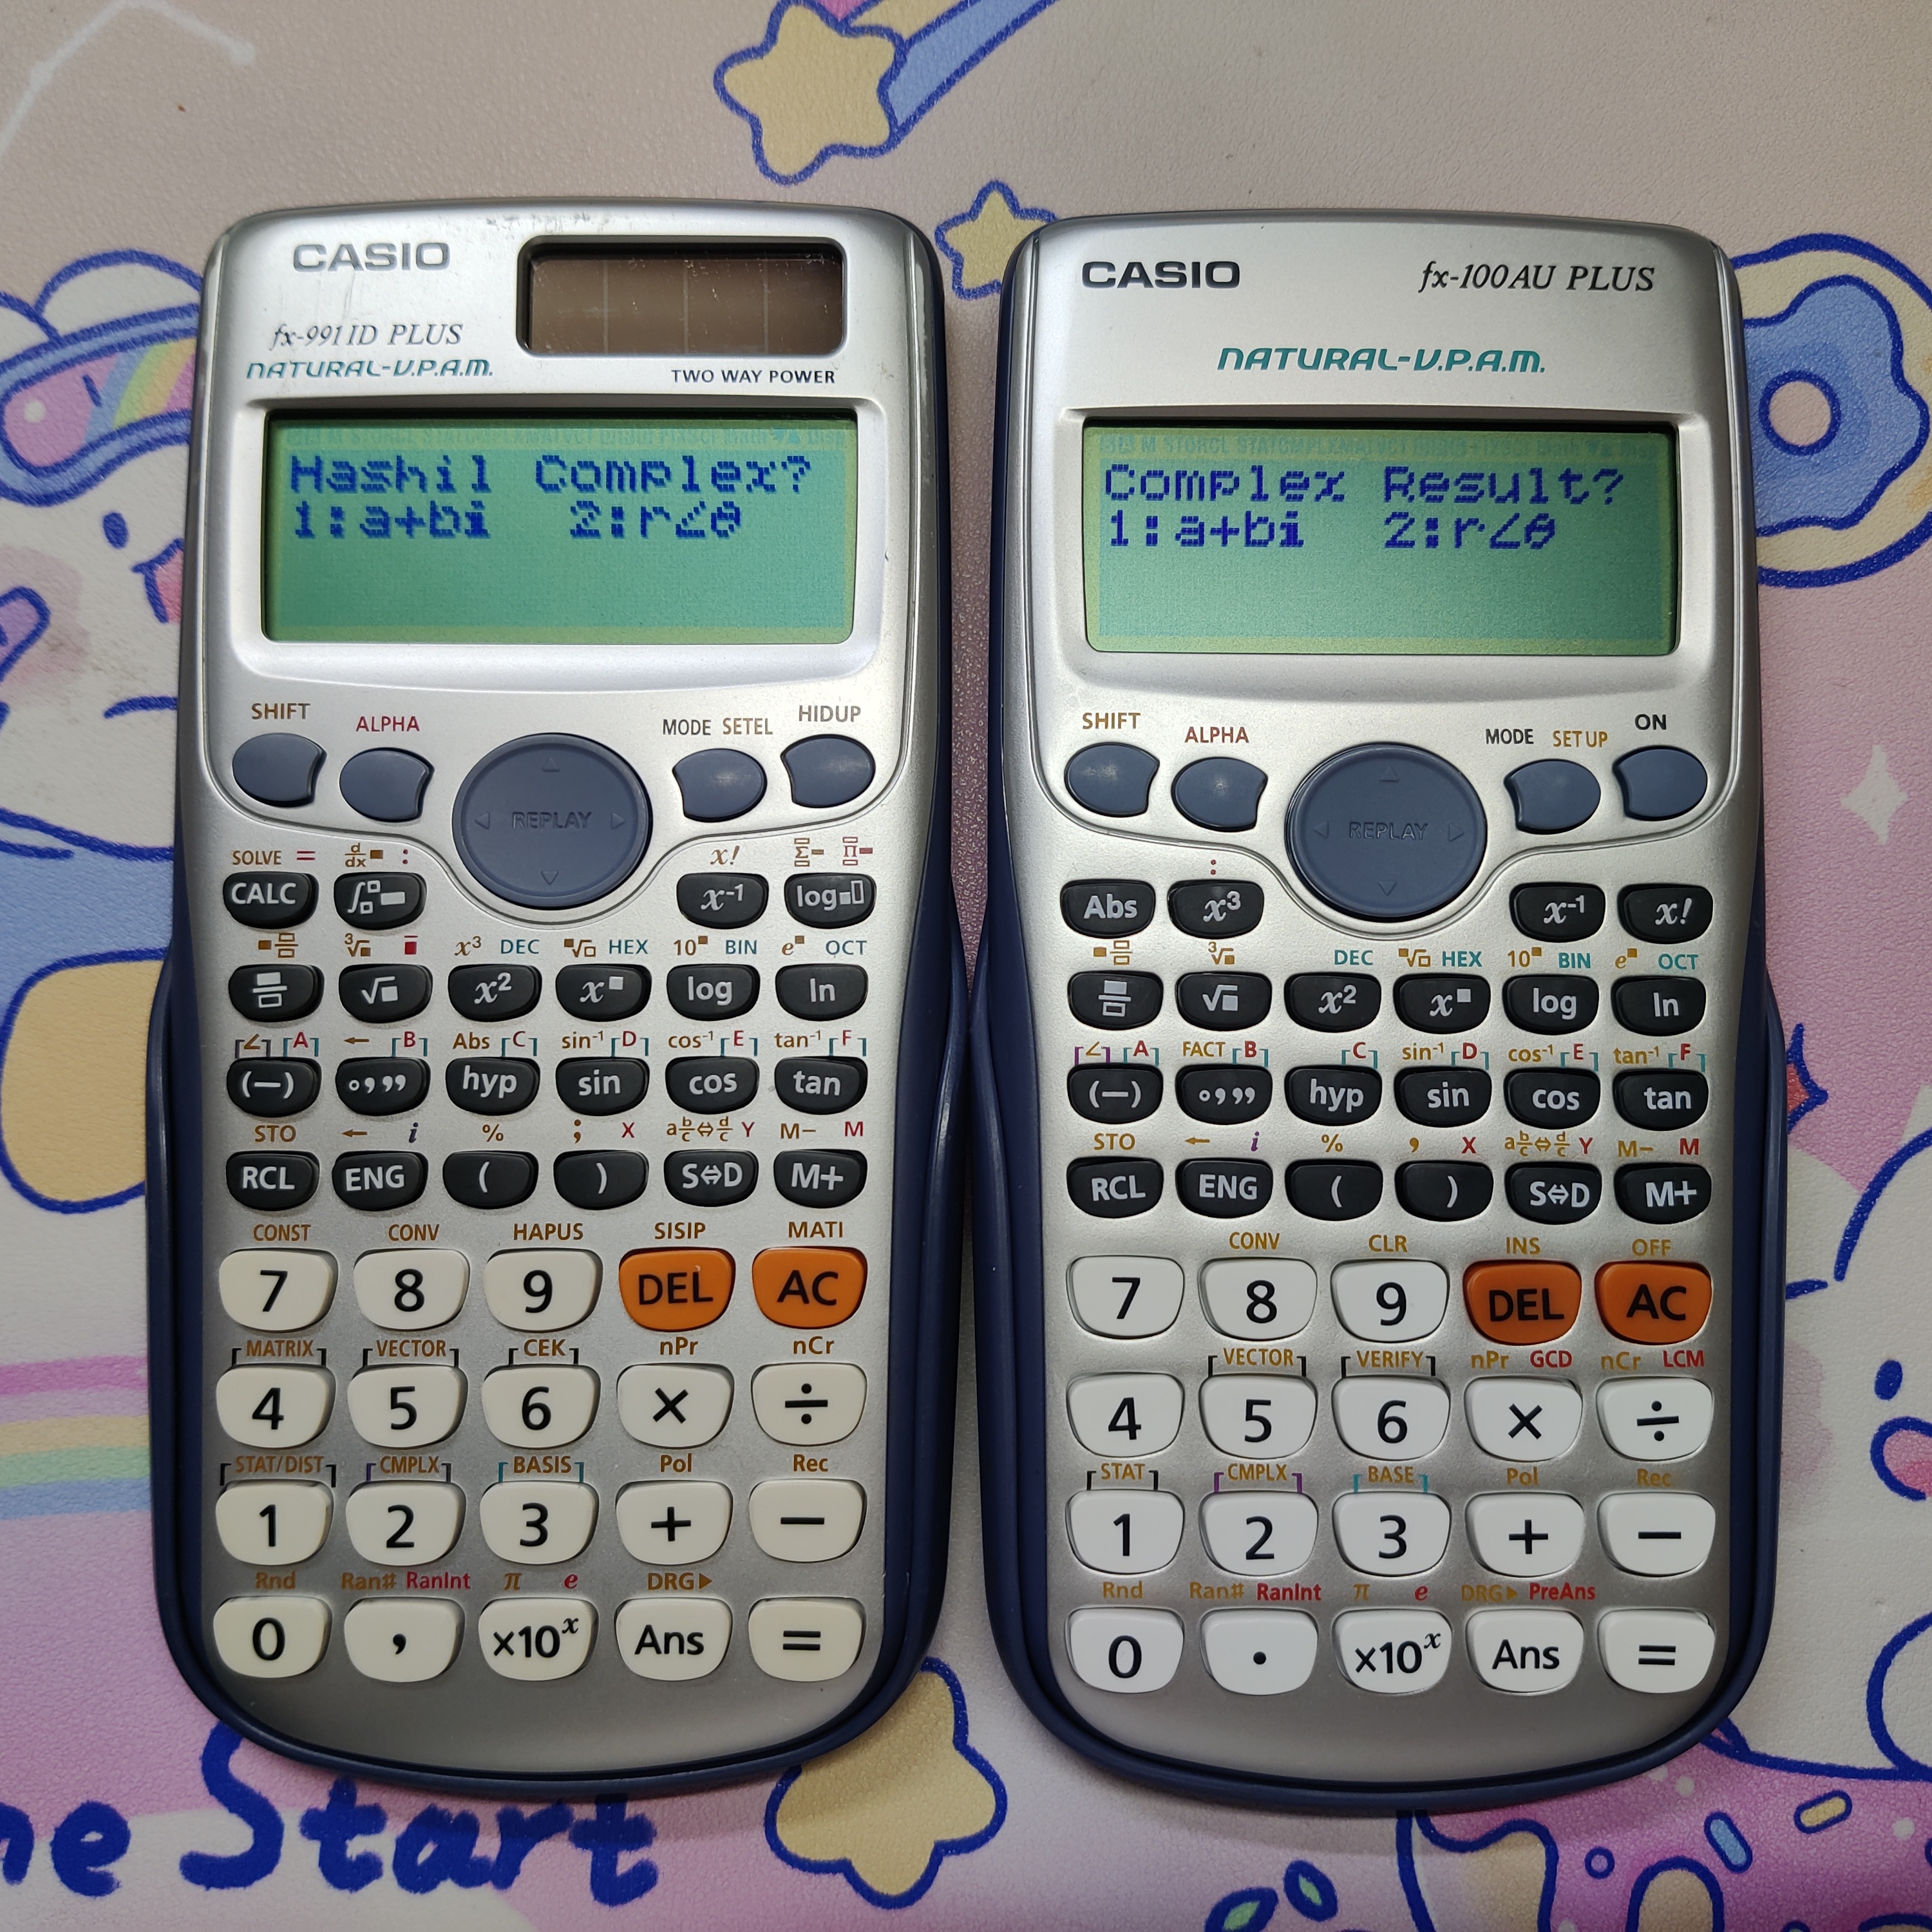 CASIO
fx-991ID PLUS
NATURAL-V.P.A.M.
TWO WAY POWER
Hashil Complex?
1:a+bi 2:r∠θ
SHIFT ALPHA MODE SETEL HIDUP
REPLAY
SOLVE = d/dx■ : x! Σ Π
CALC ∫ x⁻¹ log
³√■ x³ DEC ■√□ HEX 10■ BIN e■ OCT
√■ x² x■ log ln
∠ A ← B Abs C sin⁻¹ D cos⁻¹ E tan⁻¹ F
(−) °,,, hyp sin cos tan
STO ← i % ; X a b/c⇔d/c Y M− M
RCL ENG ( ) S⇔D M+
CONST CONV HAPUS SISIP MATI
7 8 9 DEL AC
MATRIX VECTOR CEK nPr nCr
4 5 6 × ÷
STAT/DIST CMPLX BASIS Pol Rec
1 2 3 + −
Rnd Ran# RanInt π e DRG▶
0 , ×10ˣ Ans =
CASIO fx-100AU PLUS
NATURAL-V.P.A.M.
Complex Result?
1:a+bi 2:r∠θ
SHIFT ALPHA MODE SETUP ON
REPLAY
:
Abs x³ x⁻¹ x!
³√■ DEC ■√□ HEX 10■ BIN e■ OCT
√■ x² x■ log ln
∠ A FACT B C sin⁻¹ D cos⁻¹ E tan⁻¹ F
(−) °,,, hyp sin cos tan
STO ← i % , X a b/c⇔d/c Y M− M
RCL ENG ( ) S⇔D M+
CONV CLR INS OFF
7 8 9 DEL AC
VECTOR VERIFY nPr GCD nCr LCM
4 5 6 × ÷
STAT CMPLX BASE Pol Rec
1 2 3 + −
Rnd Ran# RanInt π e DRG▶ PreAns
0 . ×10ˣ Ans =
Start